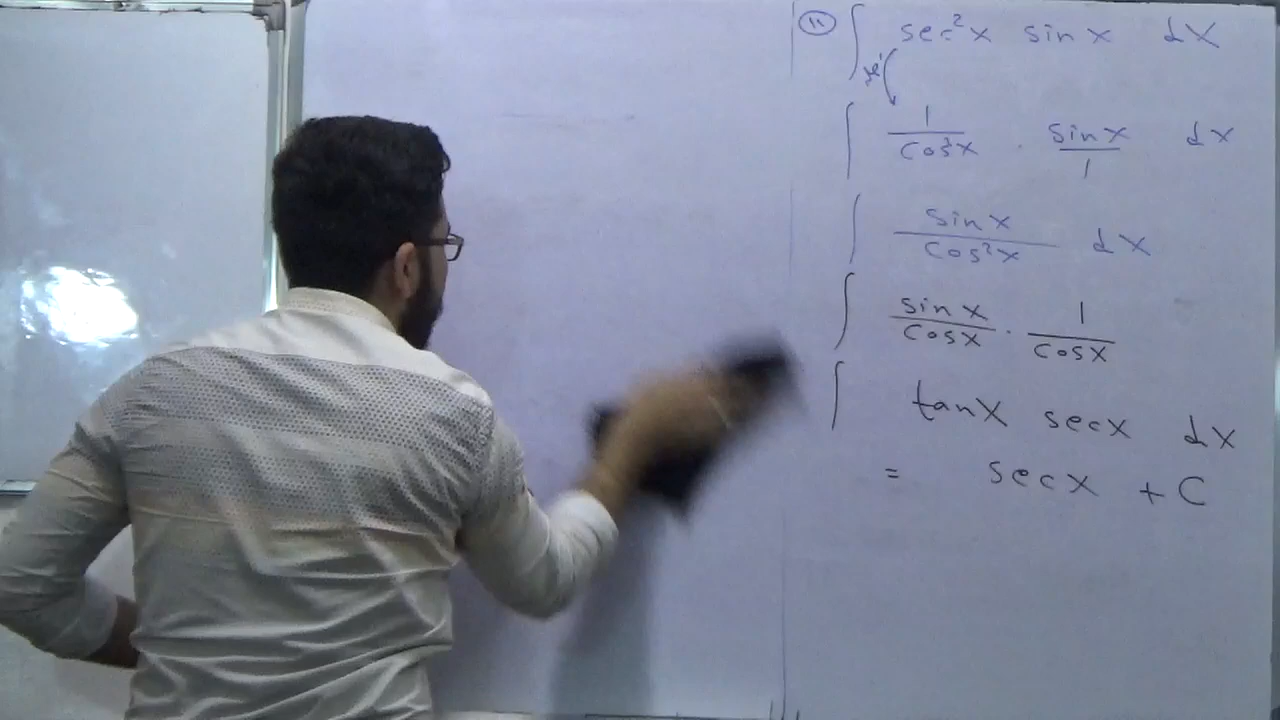 11 ∫ sec²x sinx dx
∫ 1/cos²x · sinx/1 dx
∫ sinx/cos²x dx
∫ sinx/cosx · 1/cosx
∫ tanx secx dx
= secx + C